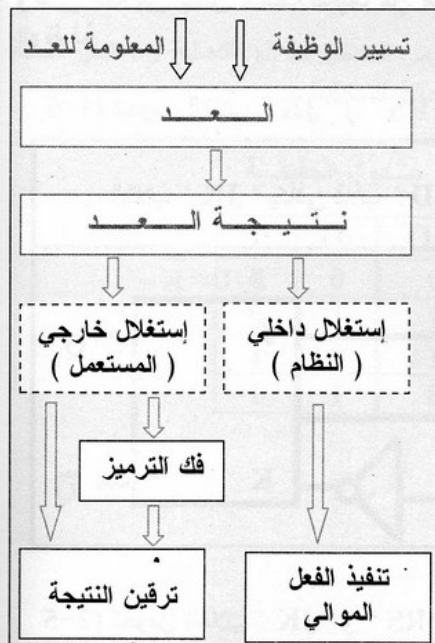 تسيير الوظيفة المعلومة للعد
العد
نتيجة العد
إستغلال داخلي
( النظام )
إستغلال خارجي
( المستعمل )
فك الترميز
تنفيذ الفعل
الموالي
ترقين النتيجة